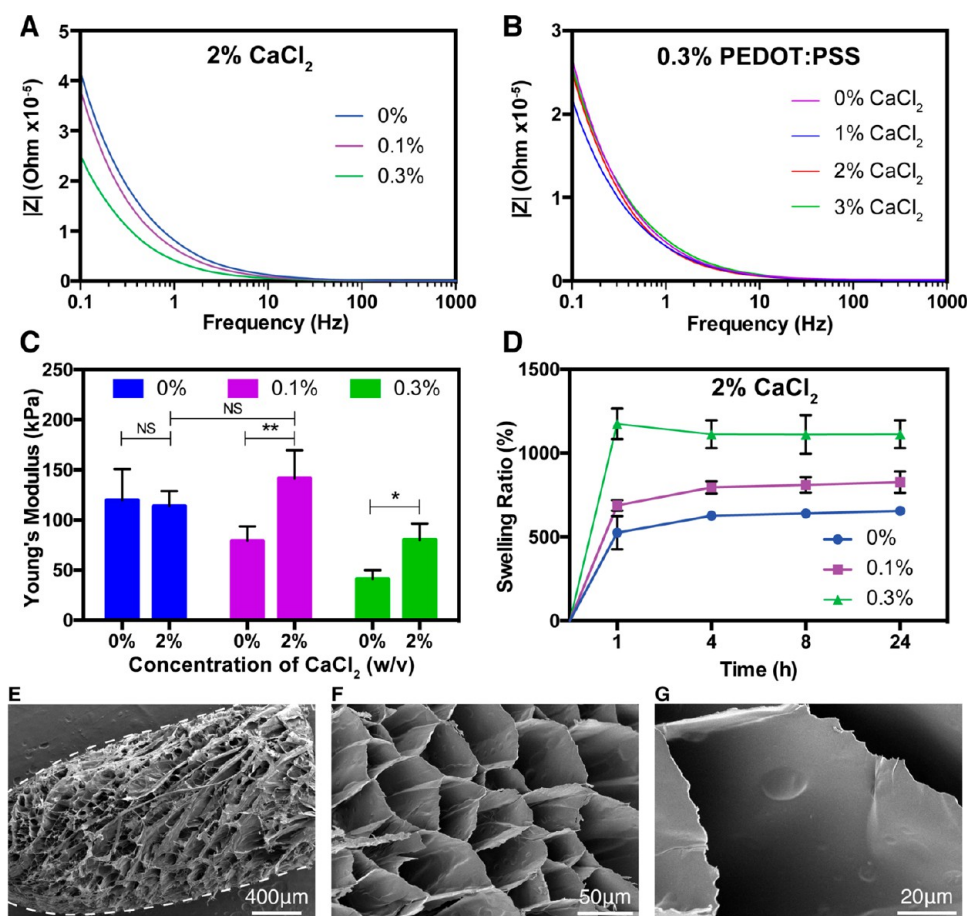 A
2% CaCl2
0%
0.1%
0.3%
|Z| (Ohm x10-5)
5
4
3
2
1
0
0.1 1 10 100 1000
Frequency (Hz)
B
0.3% PEDOT:PSS
0% CaCl2
1% CaCl2
2% CaCl2
3% CaCl2
|Z| (Ohm x10-5)
3
2
1
0
0.1 1 10 100 1000
Frequency (Hz)
C
0% 0.1% 0.3%
Young's Modulus (kPa)
250
200
150
100
50
0
NS
NS
**
*
0% 2% 0% 2% 0% 2%
Concentration of CaCl2 (w/v)
D
2% CaCl2
Swelling Ratio (%)
1500
1000
500
0
0%
0.1%
0.3%
1 4 8 24
Time (h)
E
400μm
F
50μm
G
20μm